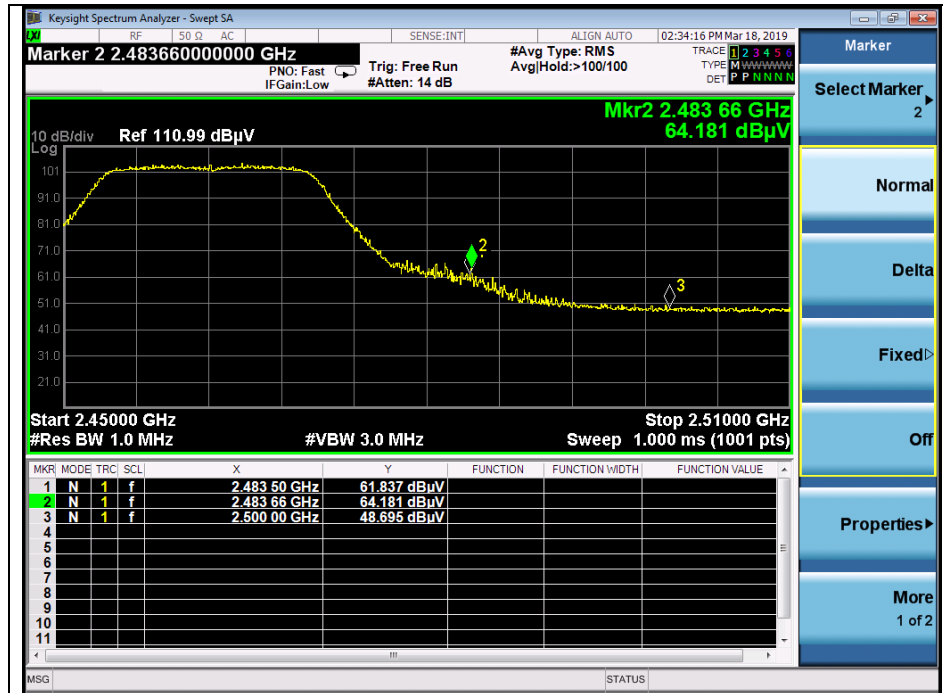 Keysight Spectrum Analyzer - Swept SA
LXI RF 50 Ω AC SENSE:INT ALIGN AUTO 02:34:16 PM Mar 18, 2019
Marker 2 2.483660000000 GHz
PNO: Fast
IFGain:Low
Trig: Free Run
#Atten: 14 dB
#Avg Type: RMS
Avg|Hold:>100/100
TRACE 1 2 3 4 5 6
TYPE M W W W W W
DET P P N N N N
Mkr2 2.483 66 GHz
64.181 dBµV
10 dB/div Ref 110.99 dBµV
Log
101
91.0
81.0
71.0
61.0
51.0
41.0
31.0
21.0
2
3
Start 2.45000 GHz Stop 2.51000 GHz
#Res BW 1.0 MHz #VBW 3.0 MHz Sweep 1.000 ms (1001 pts)
MKR MODE TRC SCL X Y FUNCTION FUNCTION WIDTH FUNCTION VALUE
1 N 1 f 2.483 50 GHz 61.837 dBµV
2 N 1 f 2.483 66 GHz 64.181 dBµV
3 N 1 f 2.500 00 GHz 48.695 dBµV
4
5
6
7
8
9
10
11
MSG STATUS
Marker
Select Marker
2
Normal
Delta
Fixed
Off
Properties
More
1 of 2